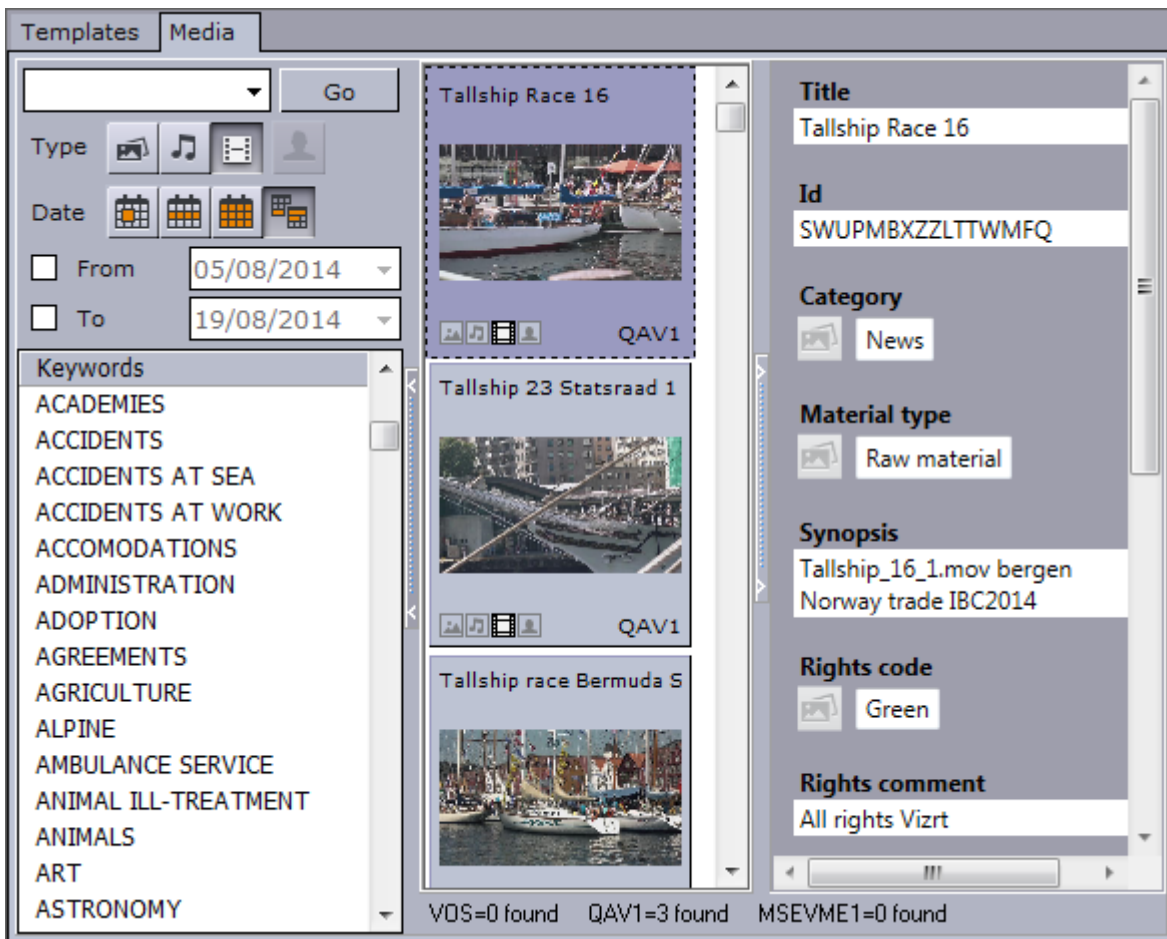 Templates
Media
Go
Type
Date
From
05/08/2014
To
19/08/2014
Keywords
ACADEMIES
ACCIDENTS
ACCIDENTS AT SEA
ACCIDENTS AT WORK
ACCOMODATIONS
ADMINISTRATION
ADOPTION
AGREEMENTS
AGRICULTURE
ALPINE
AMBULANCE SERVICE
ANIMAL ILL-TREATMENT
ANIMALS
ART
ASTRONOMY
Tallship Race 16
QAV1
Tallship 23 Statsraad 1
QAV1
Tallship race Bermuda S
VOS=0 found
QAV1=3 found
MSEVME1=0 found
Title
Tallship Race 16
Id
SWUPMBXZZLTTWMFQ
Category
News
Material type
Raw material
Synopsis
Tallship_16_1.mov bergen
Norway trade IBC2014
Rights code
Green
Rights comment
All rights Vizrt